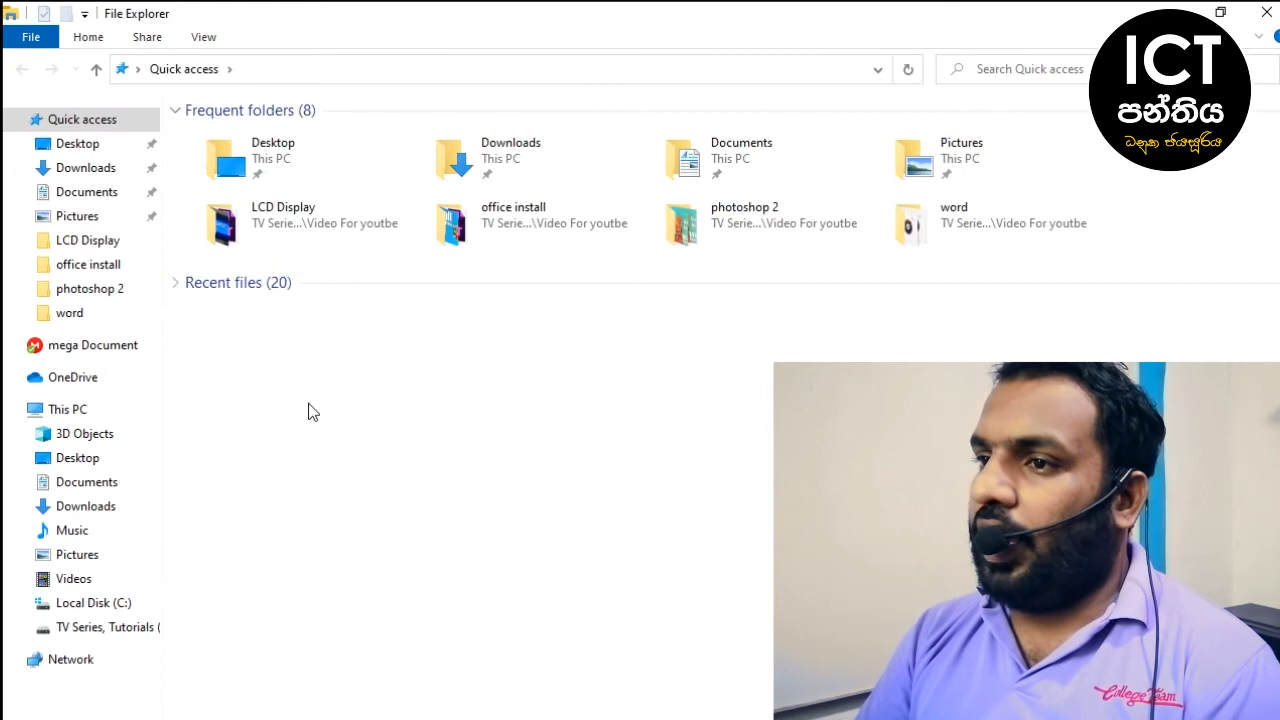 File Explorer
File Home Share View
Quick access
Search Quick access
ICT
පන්තිය
ධනුක ජයසූරිය
Quick access
Desktop
Downloads
Documents
Pictures
LCD Display
office install
photoshop 2
word
mega Document
OneDrive
This PC
3D Objects
Desktop
Documents
Downloads
Music
Pictures
Videos
Local Disk (C:)
TV Series, Tutorials (
Network
Frequent folders (8)
Desktop
This PC
Downloads
This PC
Documents
This PC
Pictures
This PC
LCD Display
TV Serie...\Video For youtbe
office install
TV Serie...\Video For youtbe
photoshop 2
TV Serie...\Video For youtbe
word
TV Serie...\Video For youtbe
Recent files (20)
College Team